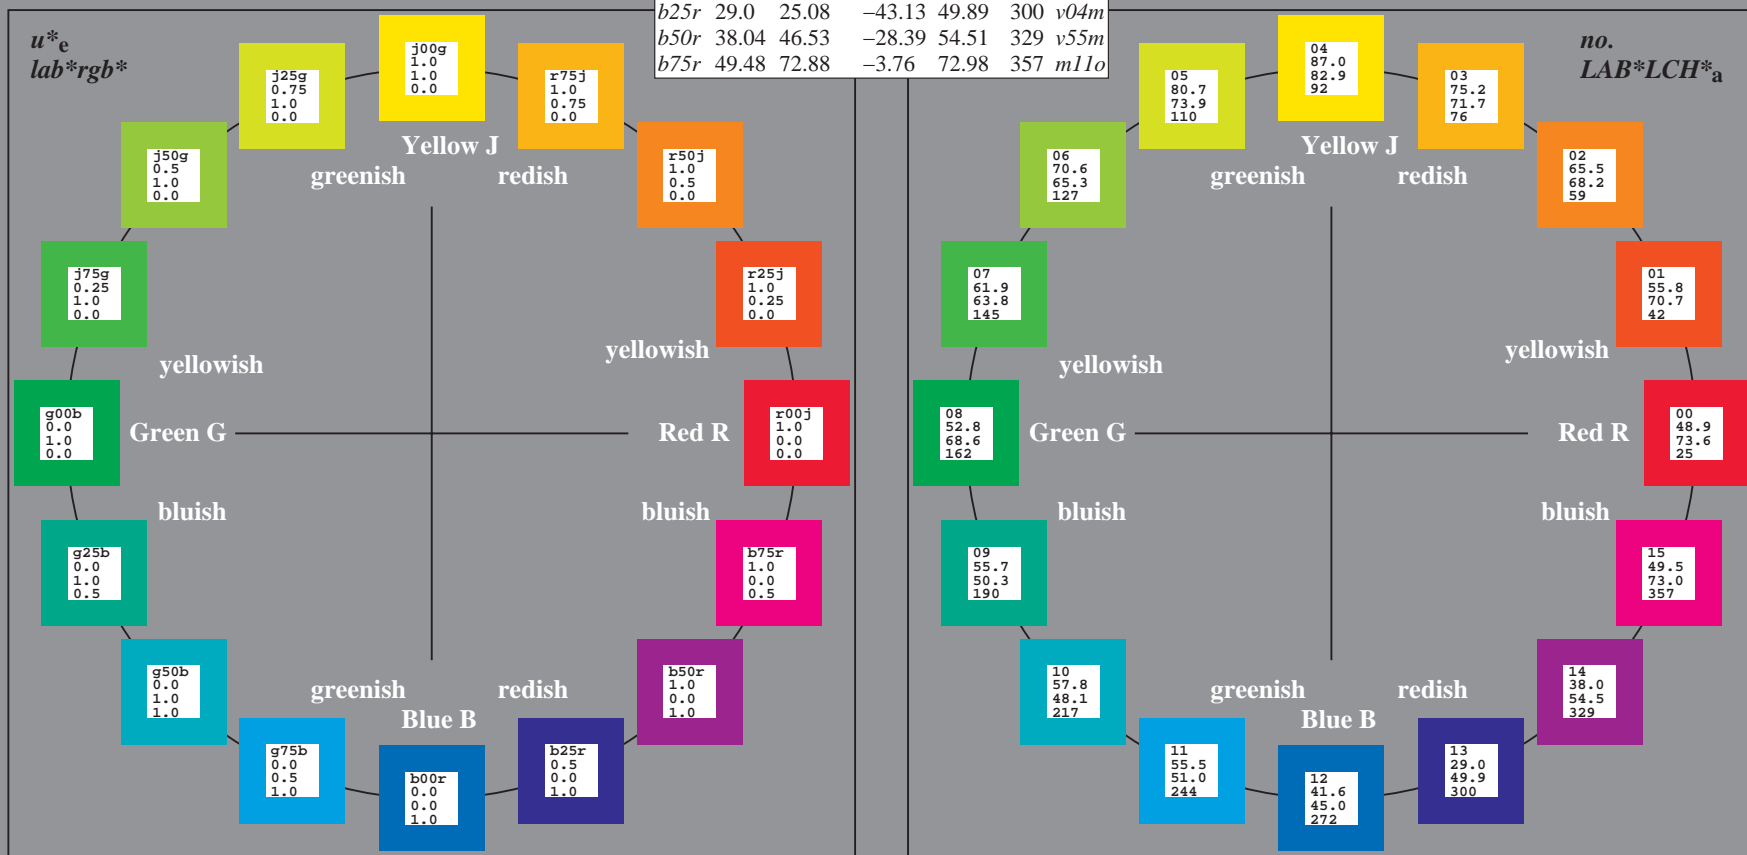 b25r 29.0 25.08 −43.13 49.89 300 v04m
b50r 38.04 46.53 −28.39 54.51 329 v55m
b75r 49.48 72.88 −3.76 72.98 357 m11o
u*e
lab*rgb*
j00g
1.0
1.0
0.0
j25g
0.75
1.0
0.0
r75j
1.0
0.75
0.0
j50g
0.5
1.0
0.0
r50j
1.0
0.5
0.0
Yellow J
greenish redish
j75g
0.25
1.0
0.0
r25j
1.0
0.25
0.0
yellowish
yellowish
g00b
0.0
1.0
0.0
Green G
Red R
r00j
1.0
0.0
0.0
bluish
bluish
g25b
0.0
1.0
0.5
b75r
1.0
0.0
0.5
g50b
0.0
1.0
1.0
b50r
1.0
0.0
1.0
greenish redish
Blue B
g75b
0.0
0.5
1.0
b00r
0.0
0.0
1.0
b25r
0.5
0.0
1.0
no.
LAB*LCH*a
04
87.0
82.9
92
05
80.7
73.9
110
03
75.2
71.7
76
06
70.6
65.3
127
02
65.5
68.2
59
Yellow J
greenish redish
07
61.9
63.8
145
01
55.8
70.7
42
yellowish
yellowish
08
52.8
68.6
162
Green G
Red R
00
48.9
73.6
25
bluish
bluish
09
55.7
50.3
190
15
49.5
73.0
357
10
57.8
48.1
217
14
38.0
54.5
329
greenish redish
Blue B
11
55.5
51.0
244
12
41.6
45.0
272
13
29.0
49.9
300